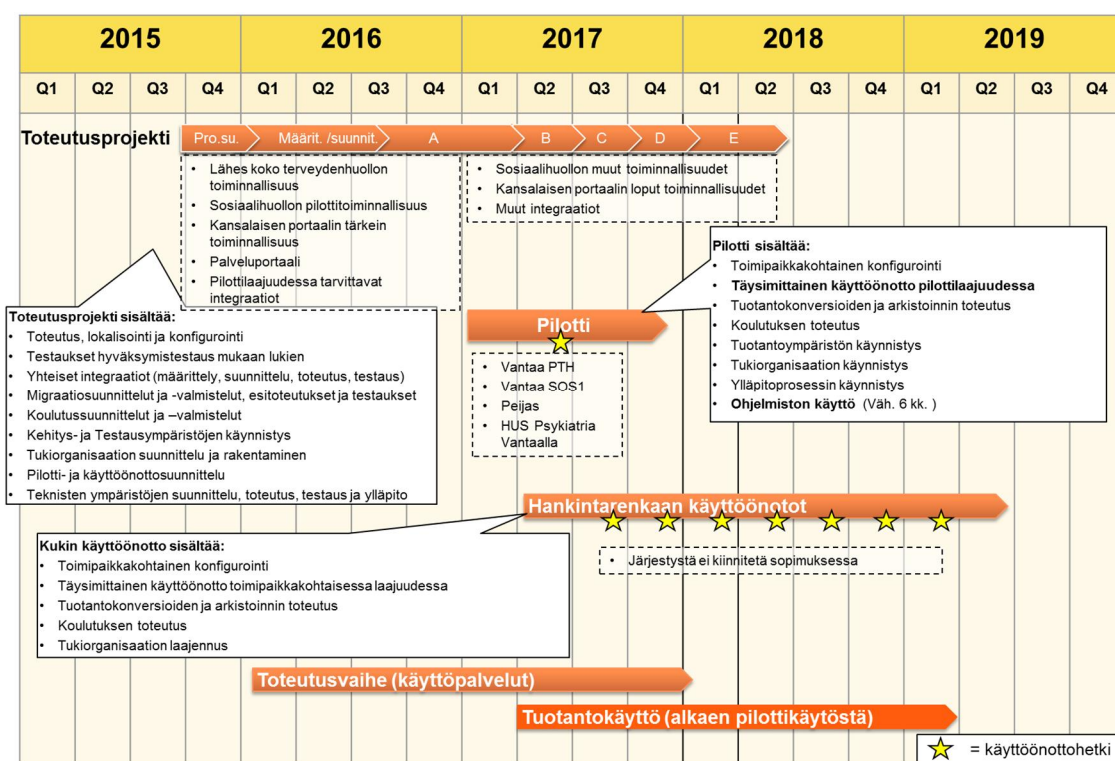 2015 2016 2017 2018 2019
Q1 Q2 Q3 Q4 Q1 Q2 Q3 Q4 Q1 Q2 Q3 Q4 Q1 Q2 Q3 Q4 Q1 Q2 Q3 Q4
Toteutusprojekti
Pro.su. Määrit. /suunnit. A B C D E
• Lähes koko terveydenhuollon
toiminnallisuus
• Sosiaalihuollon pilottitoiminnallisuus
• Kansalaisen portaalin tärkein
toiminnallisuus
• Palveluportaali
• Pilottilaajuudessa tarvittavat
integraatiot
• Sosiaalihuollon muut toiminnallisuudet
• Kansalaisen portaalin loput toiminnallisuudet
• Muut integraatiot
Pilotti sisältää:
• Toimipaikkakohtainen konfigurointi
• Täysimittainen käyttöönotto pilottilaajuudessa
• Tuotantokonversioiden ja arkistoinnin toteutus
• Koulutuksen toteutus
• Tuotantoympäristön käynnistys
• Tukiorganisaation käynnistys
• Ylläpitoprosessin käynnistys
• Ohjelmiston käyttö (Väh. 6 kk. )
Toteutusprojekti sisältää:
• Toteutus, lokalisointi ja konfigurointi
• Testaukset hyväksymistestaus mukaan lukien
• Yhteiset integraatiot (määrittely, suunnittelu, toteutus, testaus)
• Migraatiosuunnittelut ja -valmistelut, esitoteutukset ja testaukset
• Koulutussuunnittelut ja –valmistelut
• Kehitys- ja Testausympäristöjen käynnistys
• Tukiorganisaation suunnittelu ja rakentaminen
• Pilotti- ja käyttöönottosuunnittelu
• Teknisten ympäristöjen suunnittelu, toteutus, testaus ja ylläpito
Pilotti
• Vantaa PTH
• Vantaa SOS1
• Peijas
• HUS Psykiatria
Vantaalla
Hankintarenkaan käyttöönotot
• Järjestystä ei kiinnitetä sopimuksessa
Kukin käyttöönotto sisältää:
• Toimipaikkakohtainen konfigurointi
• Täysimittainen käyttöönotto toimipaikkakohtaisessa laajuudessa
• Tuotantokonversioiden ja arkistoinnin toteutus
• Koulutuksen toteutus
• Tukiorganisaation laajennus
Toteutusvaihe (käyttöpalvelut)
Tuotantokäyttö (alkaen pilottikäytöstä)
= käyttöönottohetki